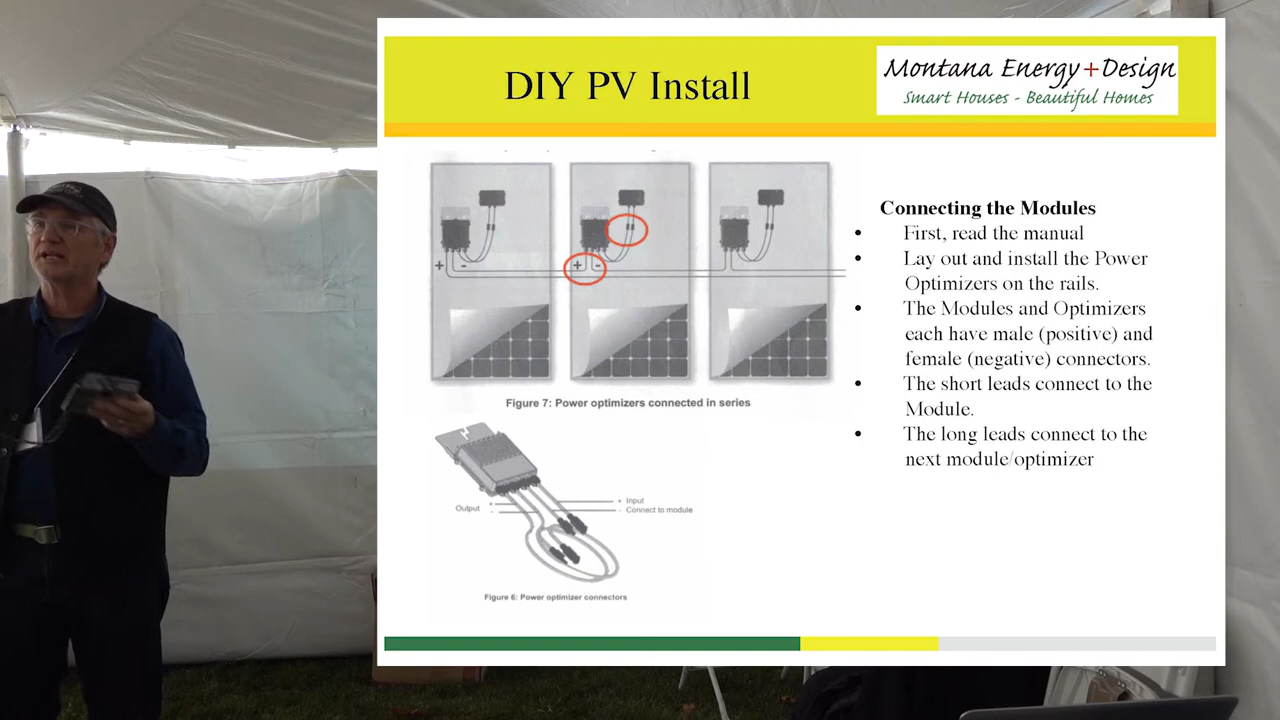 DIY PV Install
Montana Energy+Design
Smart Houses - Beautiful Homes
+ -
+ -
Figure 7: Power optimizers connected in series
Output
+
-
+ Input
- Connect to module
Figure 6: Power optimizer connectors
Connecting the Modules
• First, read the manual
• Lay out and install the Power
Optimizers on the rails.
• The Modules and Optimizers
each have male (positive) and
female (negative) connectors.
• The short leads connect to the
Module.
• The long leads connect to the
next module/optimizer